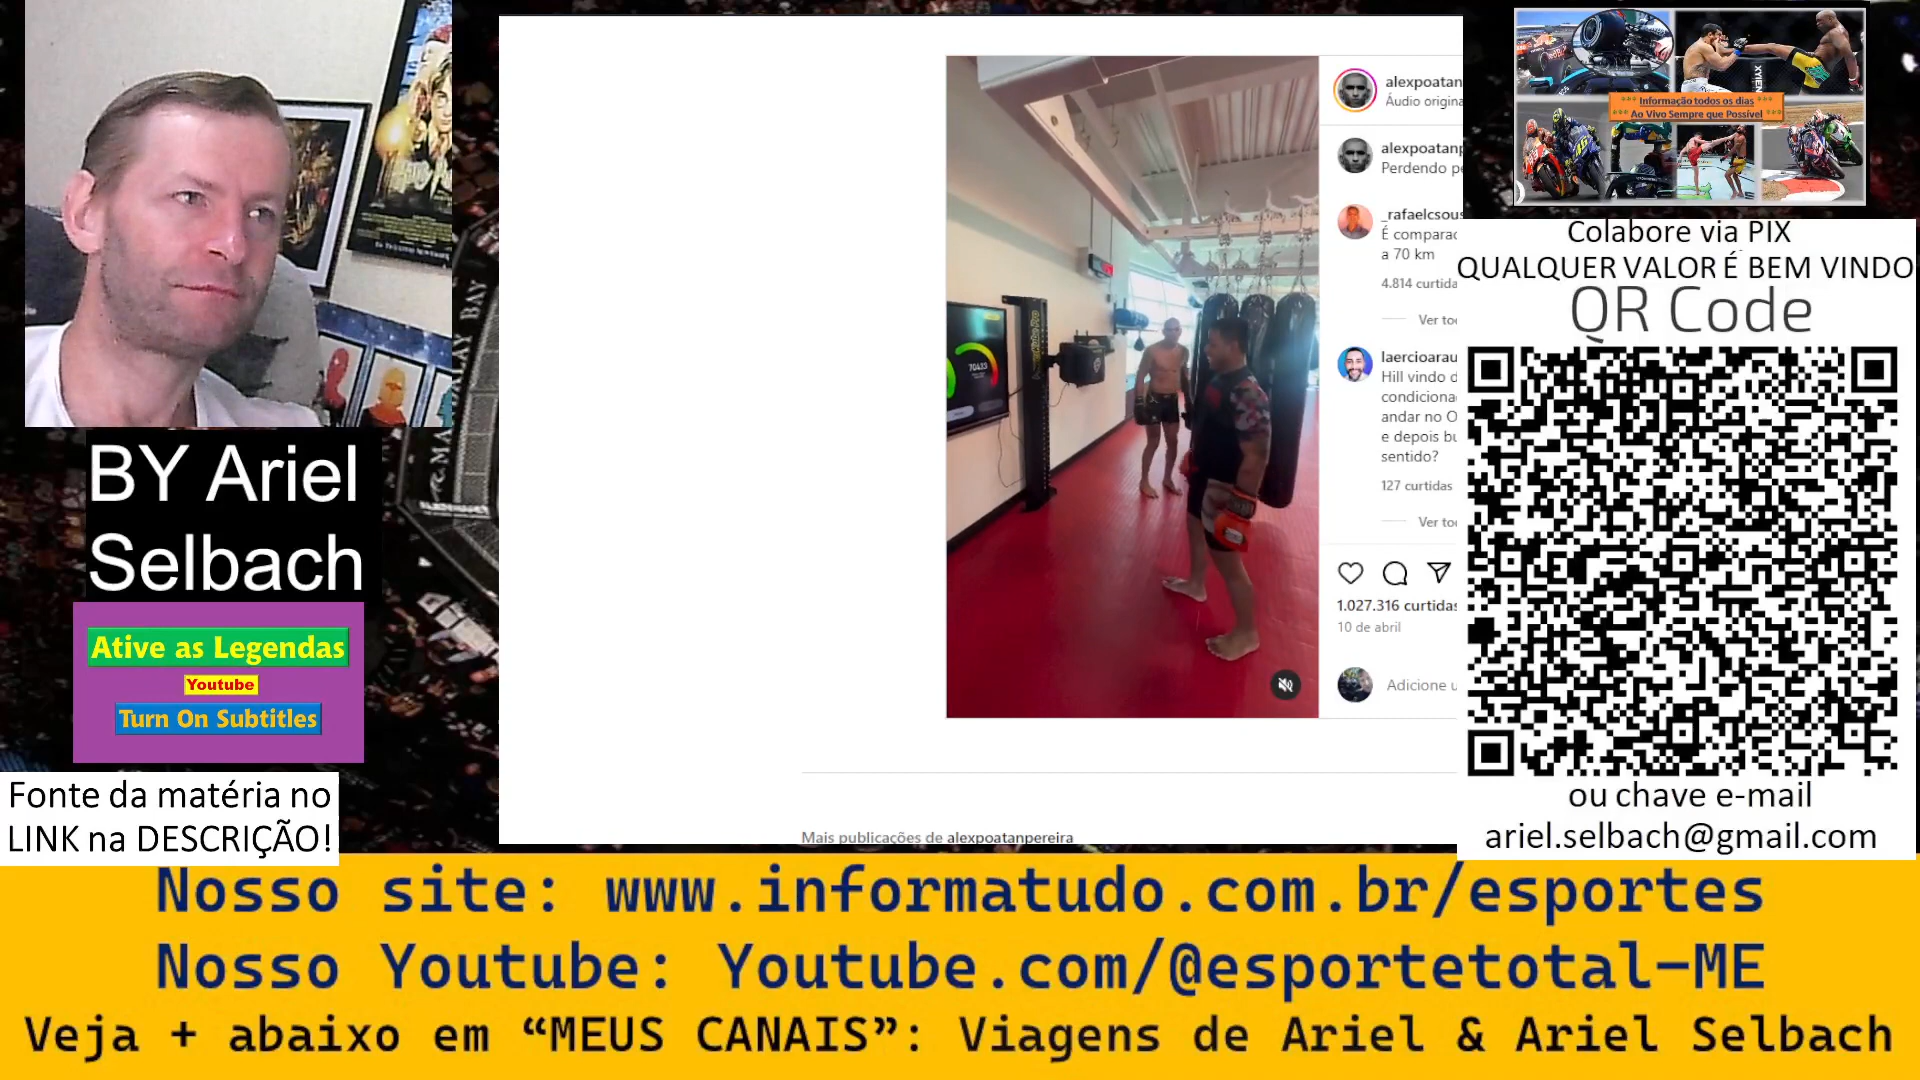 BY Ariel
Selbach
Ative as Legendas
Youtube
Turn On Subtitles
Fonte da matéria no
LINK na DESCRIÇÃO!
MANDALAY BAY
70433
alexpoatan
Áudio origina
alexpoatanp
Perdendo pe
_rafaelcsous
É comparac
a 70 km
4.814 curtida
Ver to
laercioarau
Hill vindo d
condiciona
andar no O
e depois bu
sentido?
127 curtidas
Ver to
1.027.316 curtidas
10 de abril
Adicione u
Mais publicações de alexpoatanpereira
*** Informação todos os dias ***
*** Ao Vivo Sempre que Possível ***
Colabore via PIX
QUALQUER VALOR É BEM VINDO
QR Code
ou chave e-mail
ariel.selbach@gmail.com
Nosso site: www.informatudo.com.br/esportes
Nosso Youtube: Youtube.com/@esportetotal-ME
Veja + abaixo em “MEUS CANAIS”: Viagens de Ariel & Ariel Selbach